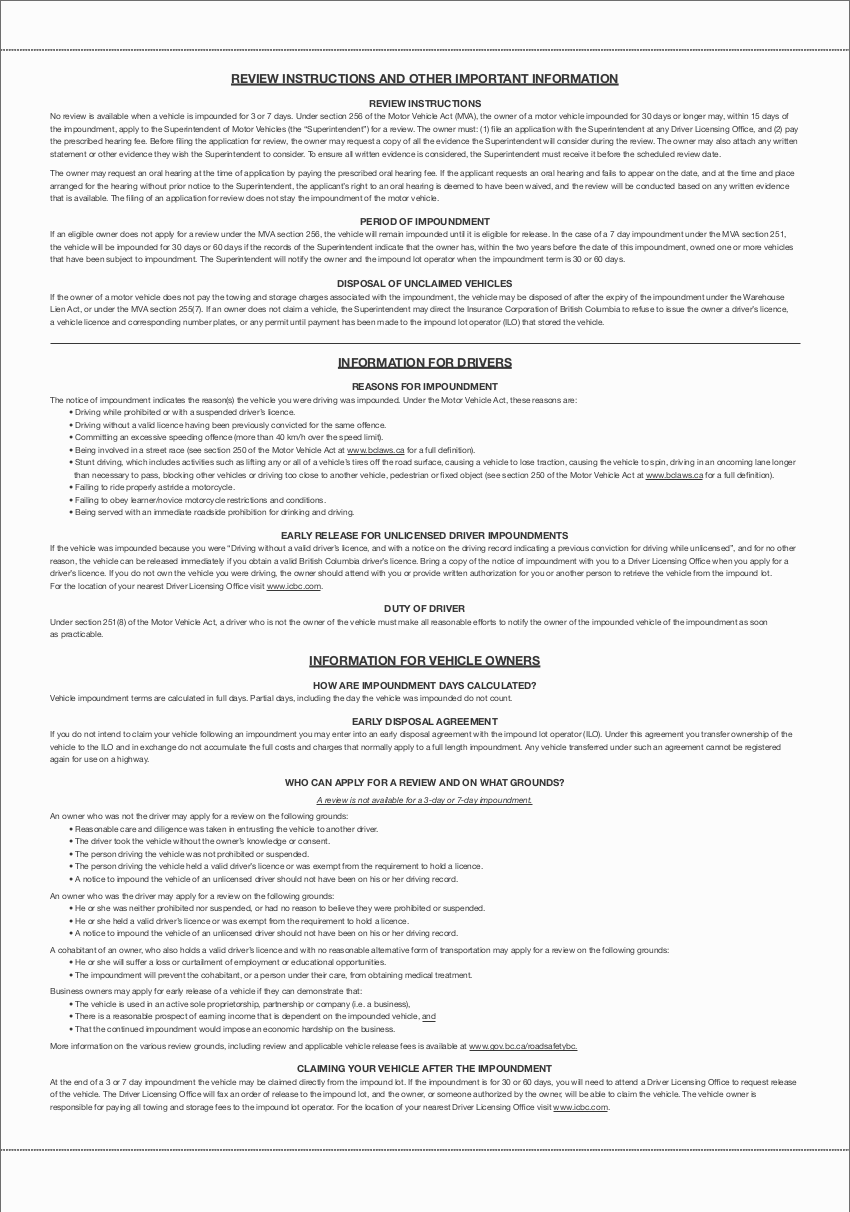 REVIEW INSTRUCTIONS AND OTHER IMPORTANT INFORMATION
REVIEW INSTRUCTIONS
No review is available when a vehicle is impounded for 3 or 7 days. Under section 256 of the Motor Vehicle Act (MVA), the owner of a motor vehicle impounded for 30 days or longer may, within 15 days of
the impoundment, apply to the Superintendent of Motor Vehicles (the “Superintendent”) for a review. The owner must: (1) file an application with the Superintendent at any Driver Licensing Office, and (2) pay
the prescribed hearing fee. Before filing the application for review, the owner may request a copy of all the evidence the Superintendent will consider during the review. The owner may also attach any written
statement or other evidence they wish the Superintendent to consider. To ensure all written evidence is considered, the Superintendent must receive it before the scheduled review date.
The owner may request an oral hearing at the time of application by paying the prescribed oral hearing fee. If the applicant requests an oral hearing and fails to appear on the date, and at the time and place
arranged for the hearing without prior notice to the Superintendent, the applicant’s right to an oral hearing is deemed to have been waived, and the review will be conducted based on any written evidence
that is available. The filing of an application for review does not stay the impoundment of the motor vehicle.
PERIOD OF IMPOUNDMENT
If an eligible owner does not apply for a review under the MVA section 256, the vehicle will remain impounded until it is eligible for release. In the case of a 7 day impoundment under the MVA section 251,
the vehicle will be impounded for 30 days or 60 days if the records of the Superintendent indicate that the owner has, within the two years before the date of this impoundment, owned one or more vehicles
that have been subject to impoundment. The Superintendent will notify the owner and the impound lot operator when the impoundment term is 30 or 60 days.
DISPOSAL OF UNCLAIMED VEHICLES
If the owner of a motor vehicle does not pay the towing and storage charges associated with the impoundment, the vehicle may be disposed of after the expiry of the impoundment under the Warehouse
Lien Act, or under the MVA section 255(7). If an owner does not claim a vehicle, the Superintendent may direct the Insurance Corporation of British Columbia to refuse to issue the owner a driver’s licence,
a vehicle licence and corresponding number plates, or any permit until payment has been made to the impound lot operator (ILO) that stored the vehicle.
INFORMATION FOR DRIVERS
REASONS FOR IMPOUNDMENT
The notice of impoundment indicates the reason(s) the vehicle you were driving was impounded. Under the Motor Vehicle Act, these reasons are:
• Driving while prohibited or with a suspended driver’s licence.
• Driving without a valid licence having been previously convicted for the same offence.
• Committing an excessive speeding offence (more than 40 km/h over the speed limit).
• Being involved in a street race (see section 250 of the Motor Vehicle Act at www.bclaws.ca for a full definition).
• Stunt driving, which includes activities such as lifting any or all of a vehicle’s tires off the road surface, causing a vehicle to lose traction, causing the vehicle to spin, driving in an oncoming lane longer
than necessary to pass, blocking other vehicles or driving too close to another vehicle, pedestrian or fixed object (see section 250 of the Motor Vehicle Act at www.bclaws.ca for a full definition).
• Failing to ride properly astride a motorcycle.
• Failing to obey learner/novice motorcycle restrictions and conditions.
• Being served with an immediate roadside prohibition for drinking and driving.
EARLY RELEASE FOR UNLICENSED DRIVER IMPOUNDMENTS
If the vehicle was impounded because you were “Driving without a valid driver’s licence, and with a notice on the driving record indicating a previous conviction for driving while unlicensed”, and for no other
reason, the vehicle can be released immediately if you obtain a valid British Columbia driver’s licence. Bring a copy of the notice of impoundment with you to a Driver Licensing Office when you apply for a
driver’s licence. If you do not own the vehicle you were driving, the owner should attend with you or provide written authorization for you or another person to retrieve the vehicle from the impound lot.
For the location of your nearest Driver Licensing Office visit www.icbc.com.
DUTY OF DRIVER
Under section 251(8) of the Motor Vehicle Act, a driver who is not the owner of the vehicle must make all reasonable efforts to notify the owner of the impounded vehicle of the impoundment as soon
as practicable.
INFORMATION FOR VEHICLE OWNERS
HOW ARE IMPOUNDMENT DAYS CALCULATED?
Vehicle impoundment terms are calculated in full days. Partial days, including the day the vehicle was impounded do not count.
EARLY DISPOSAL AGREEMENT
If you do not intend to claim your vehicle following an impoundment you may enter into an early disposal agreement with the impound lot operator (ILO). Under this agreement you transfer ownership of the
vehicle to the ILO and in exchange do not accumulate the full costs and charges that normally apply to a full length impoundment. Any vehicle transferred under such an agreement cannot be registered
again for use on a highway.
WHO CAN APPLY FOR A REVIEW AND ON WHAT GROUNDS?
A review is not available for a 3-day or 7-day impoundment.
An owner who was not the driver may apply for a review on the following grounds:
• Reasonable care and diligence was taken in entrusting the vehicle to another driver.
• The driver took the vehicle without the owner’s knowledge or consent.
• The person driving the vehicle was not prohibited or suspended.
• The person driving the vehicle held a valid driver’s licence or was exempt from the requirement to hold a licence.
• A notice to impound the vehicle of an unlicensed driver should not have been on his or her driving record.
An owner who was the driver may apply for a review on the following grounds:
• He or she was neither prohibited nor suspended, or had no reason to believe they were prohibited or suspended.
• He or she held a valid driver’s licence or was exempt from the requirement to hold a licence.
• A notice to impound the vehicle of an unlicensed driver should not have been on his or her driving record.
A cohabitant of an owner, who also holds a valid driver’s licence and with no reasonable alternative form of transportation may apply for a review on the following grounds:
• He or she will suffer a loss or curtailment of employment or educational opportunities.
• The impoundment will prevent the cohabitant, or a person under their care, from obtaining medical treatment.
Business owners may apply for early release of a vehicle if they can demonstrate that:
• The vehicle is used in an active sole proprietorship, partnership or company (i.e. a business),
• There is a reasonable prospect of earning income that is dependent on the impounded vehicle, and
• That the continued impoundment would impose an economic hardship on the business.
More information on the various review grounds, including review and applicable vehicle release fees is available at www.gov.bc.ca/roadsafetybc.
CLAIMING YOUR VEHICLE AFTER THE IMPOUNDMENT
At the end of a 3 or 7 day impoundment the vehicle may be claimed directly from the impound lot. If the impoundment is for 30 or 60 days, you will need to attend a Driver Licensing Office to request release
of the vehicle. The Driver Licensing Office will fax an order of release to the impound lot, and the owner, or someone authorized by the owner, will be able to claim the vehicle. The vehicle owner is
responsible for paying all towing and storage fees to the impound lot operator. For the location of your nearest Driver Licensing Office visit www.icbc.com.